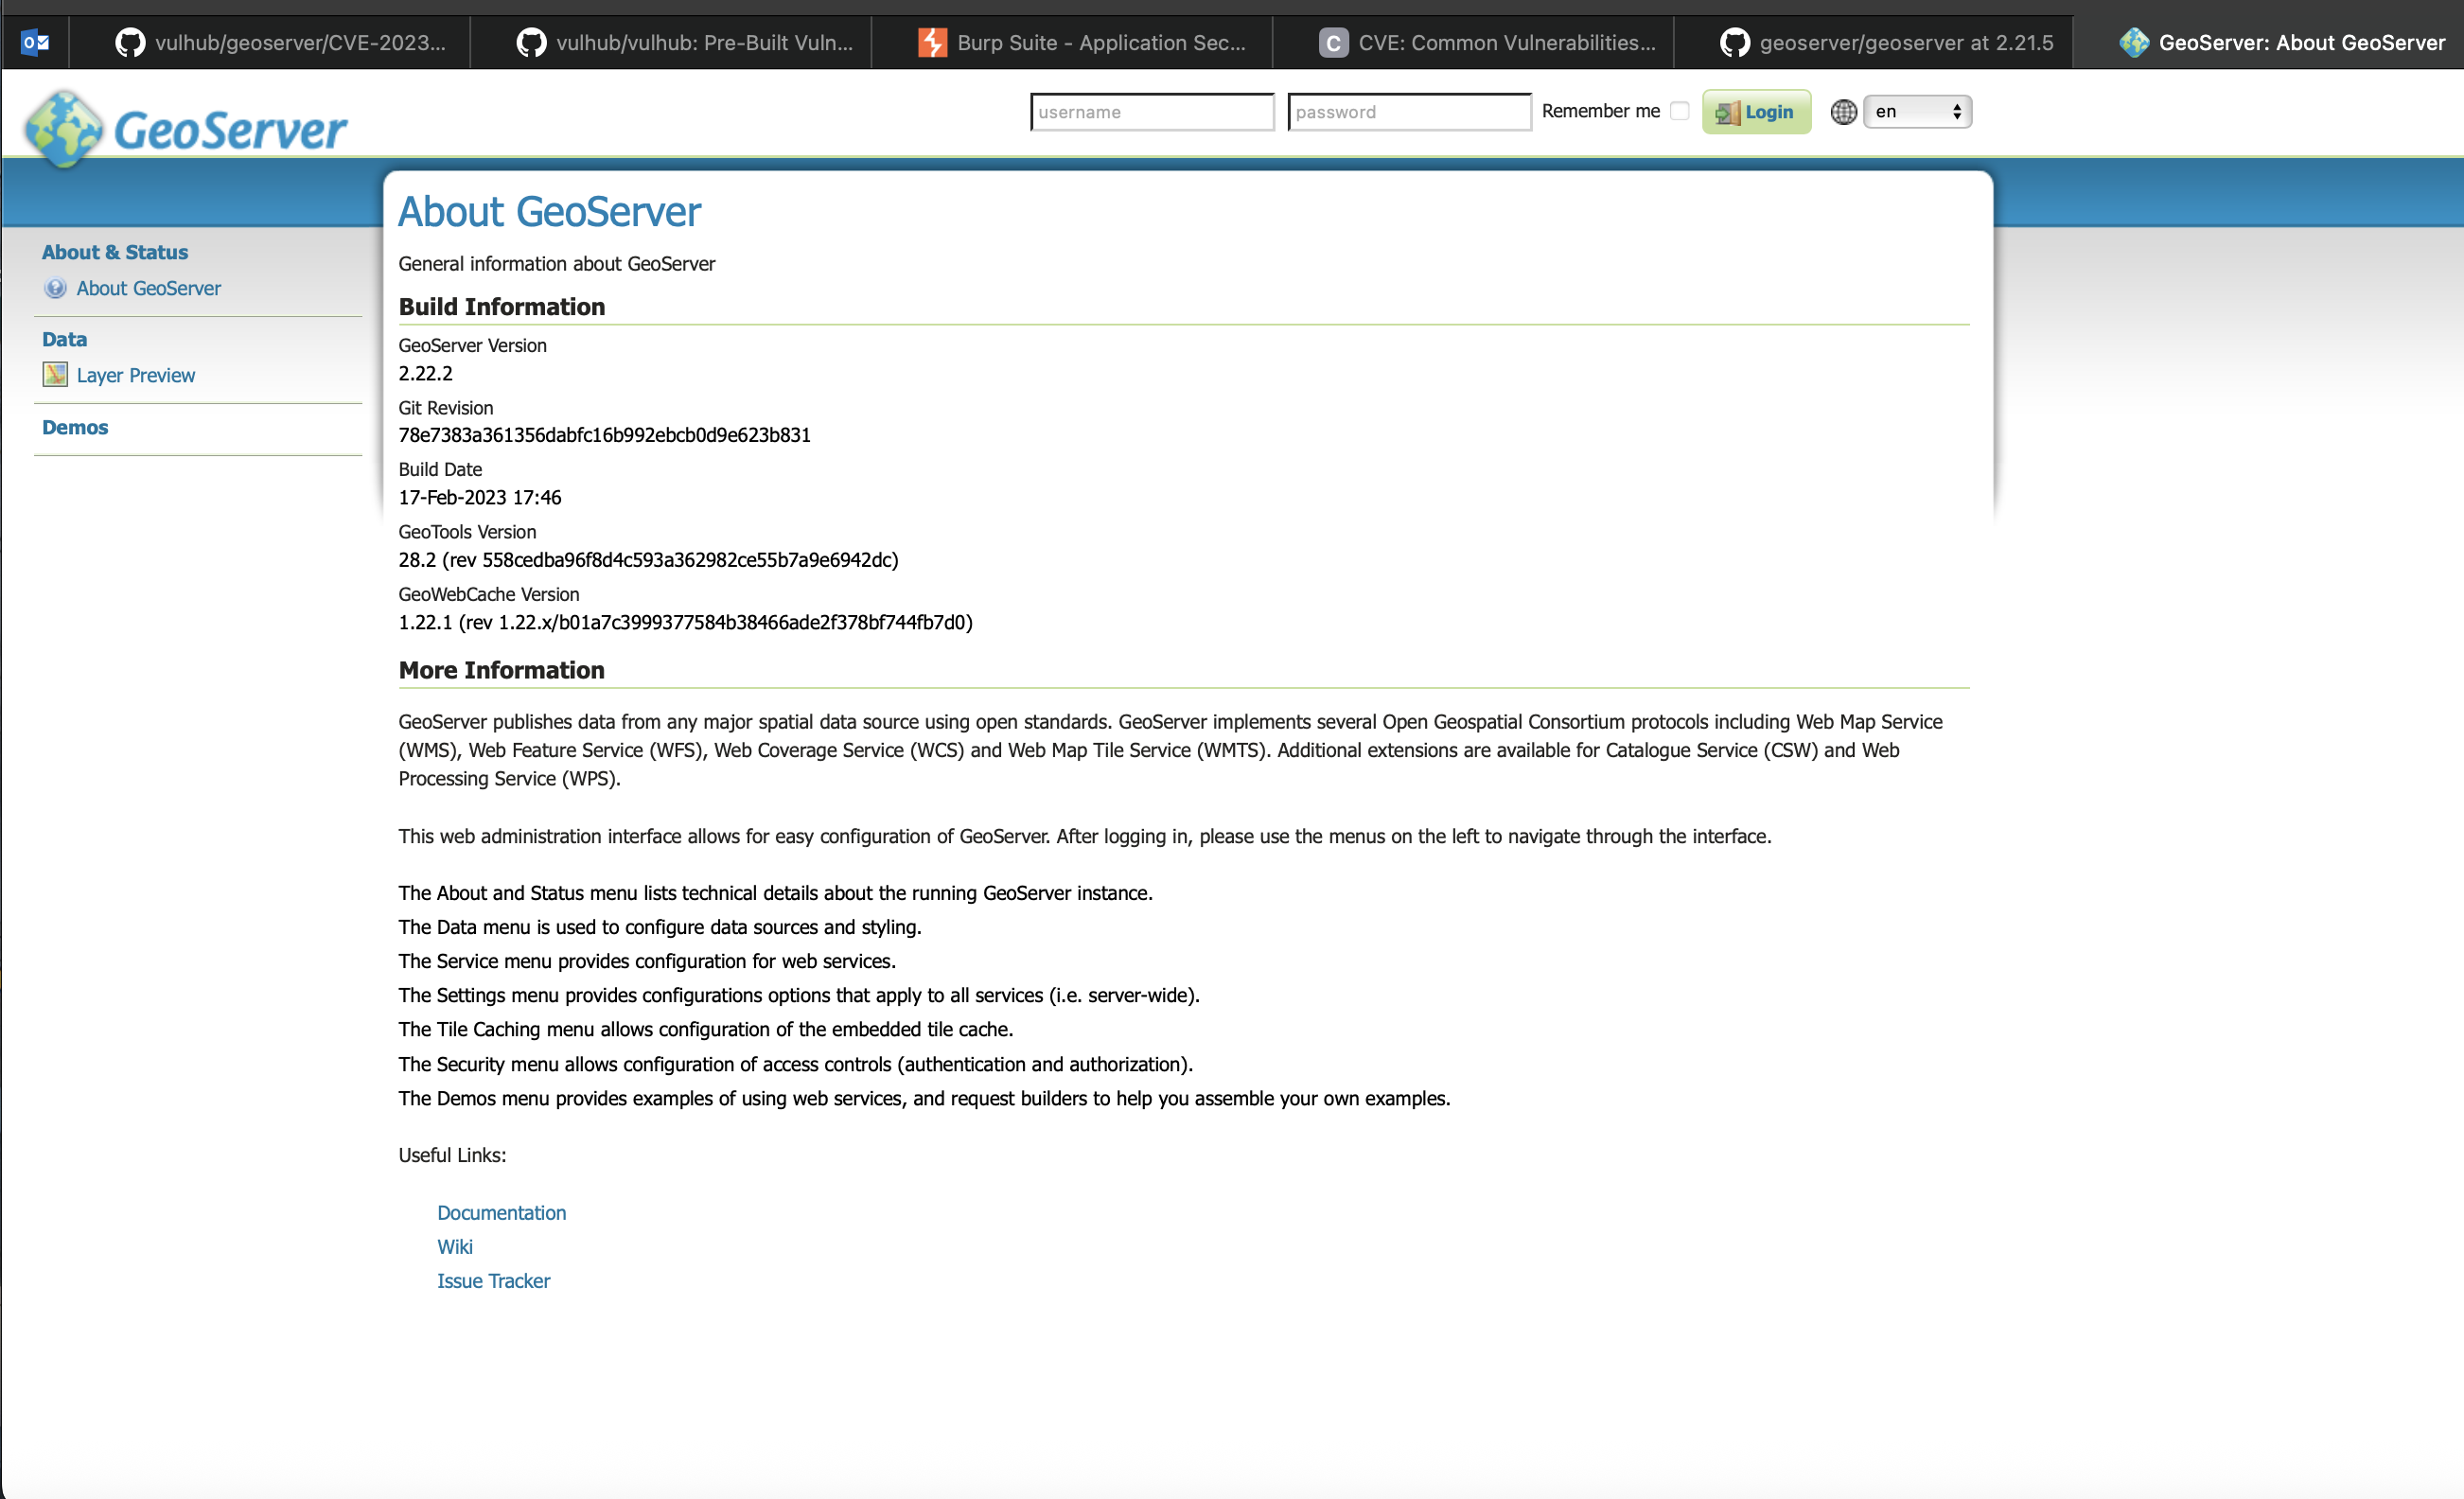 vulhub/geoserver/CVE-2023...
vulhub/vulhub: Pre-Built Vuln...
Burp Suite - Application Sec...
C
CVE: Common Vulnerabilities...
geoserver/geoserver at 2.21.5
GeoServer: About GeoServer
GeoServer
username
password
Remember me
Login
en
About & Status
About GeoServer
Data
Layer Preview
Demos
About GeoServer
General information about GeoServer
Build Information
GeoServer Version
2.22.2
Git Revision
78e7383a361356dabfc16b992ebcb0d9e623b831
Build Date
17-Feb-2023 17:46
GeoTools Version
28.2 (rev 558cedba96f8d4c593a362982ce55b7a9e6942dc)
GeoWebCache Version
1.22.1 (rev 1.22.x/b01a7c3999377584b38466ade2f378bf744fb7d0)
More Information
GeoServer publishes data from any major spatial data source using open standards. GeoServer implements several Open Geospatial Consortium protocols including Web Map Service
(WMS), Web Feature Service (WFS), Web Coverage Service (WCS) and Web Map Tile Service (WMTS). Additional extensions are available for Catalogue Service (CSW) and Web
Processing Service (WPS).
This web administration interface allows for easy configuration of GeoServer. After logging in, please use the menus on the left to navigate through the interface.
The About and Status menu lists technical details about the running GeoServer instance.
The Data menu is used to configure data sources and styling.
The Service menu provides configuration for web services.
The Settings menu provides configurations options that apply to all services (i.e. server-wide).
The Tile Caching menu allows configuration of the embedded tile cache.
The Security menu allows configuration of access controls (authentication and authorization).
The Demos menu provides examples of using web services, and request builders to help you assemble your own examples.
Useful Links:
Documentation
Wiki
Issue Tracker